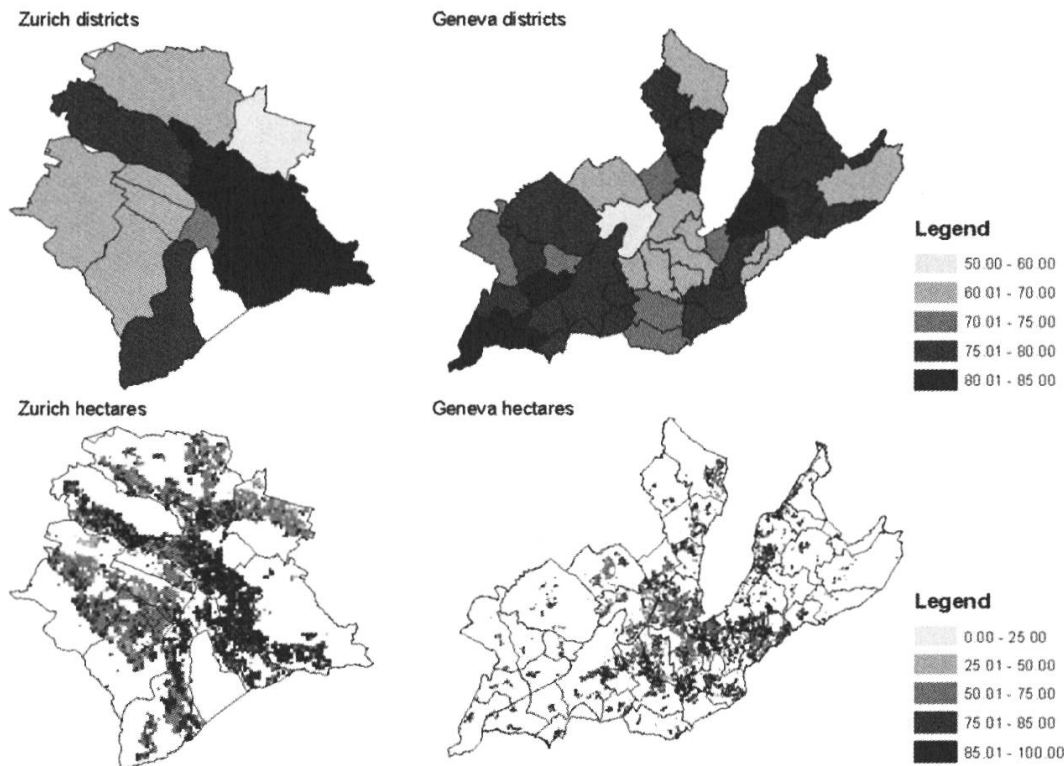 Zurich districts
Geneva districts
Legend
50 00 - 60 00
60 01 - 70 00
70 01 - 75 00
75 01 - 80 00
80 01 - 85 00
Zurich hectares
Geneva hectares
Legend
0 00 - 25 00
25 01 - 50 00
50 01 - 75 00
75 01 - 85 00
85.01 - 100 00